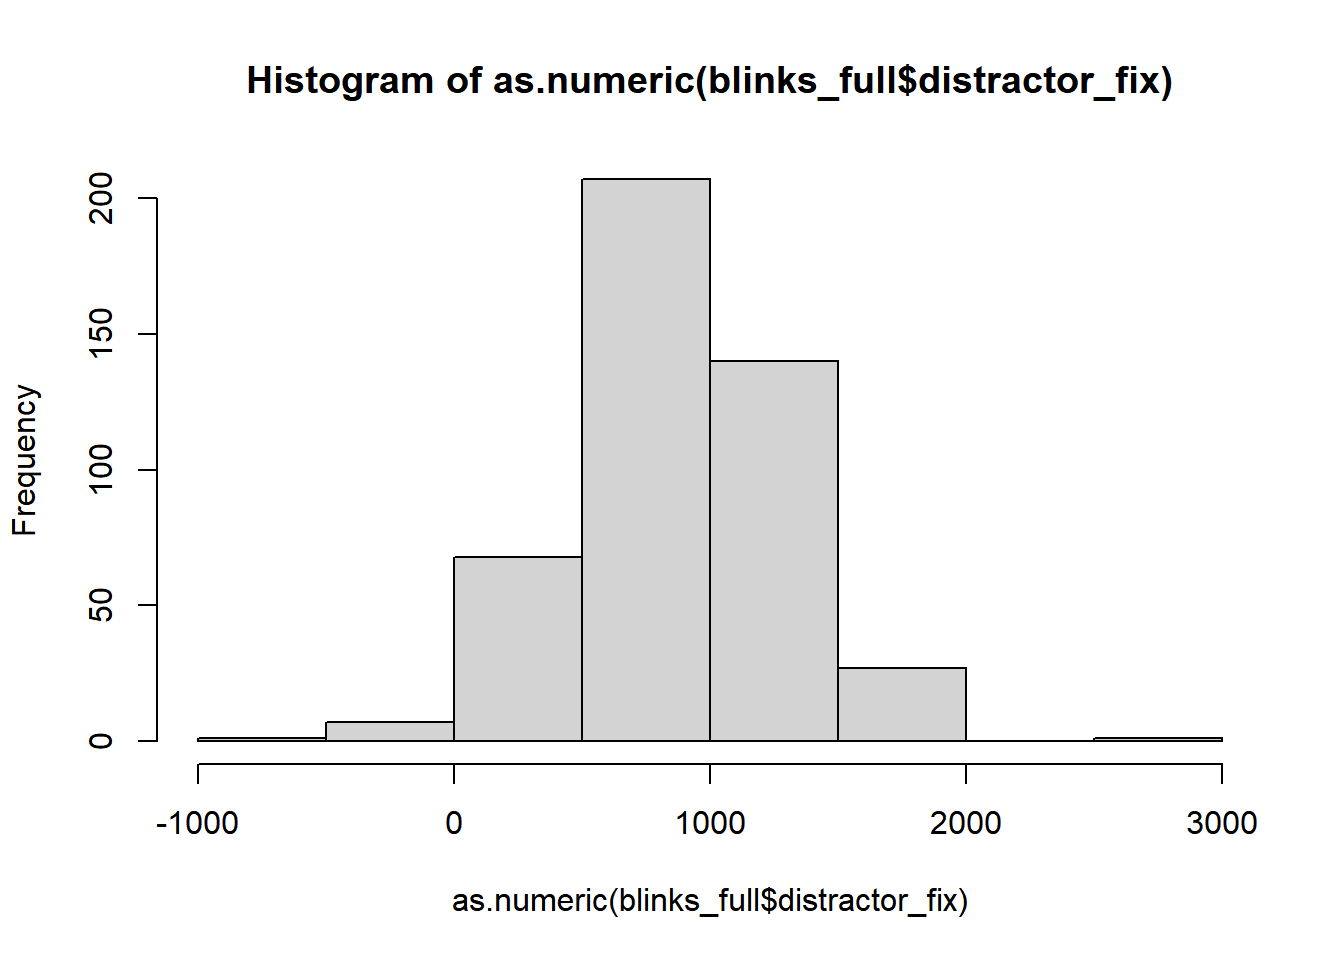 Histogram of as.numeric(blinks_full$distractor_fix)
Frequency
200
150
100
50
0
-1000 0 1000 2000 3000
as.numeric(blinks_full$distractor_fix)